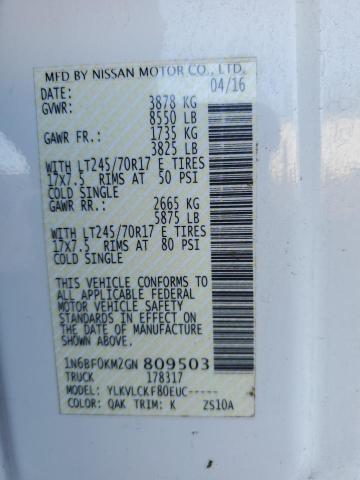 MFD BY NISSAN MOTOR CO., LTD.
DATE: 04/16
GVWR: 3878 KG
8550 LB
GAWR FR.: 1735 KG
3825 LB
WITH LT245/70R17 E TIRES
17x7.5 RIMS AT 50 PSI
COLD SINGLE
GAWR RR.: 2665 KG
5875 LB
WITH LT245/70R17 E TIRES
17x7.5 RIMS AT 80 PSI
COLD SINGLE
THIS VEHICLE CONFORMS TO
ALL APPLICABLE FEDERAL
MOTOR VEHICLE SAFETY
STANDARDS IN EFFECT ON
THE DATE OF MANUFACTURE
SHOWN ABOVE.
1N6BF0KM2GN 809503
TRUCK 178317
MODEL: YLKVLCKF80EUC-----
COLOR: QAK TRIM: K ZS10A